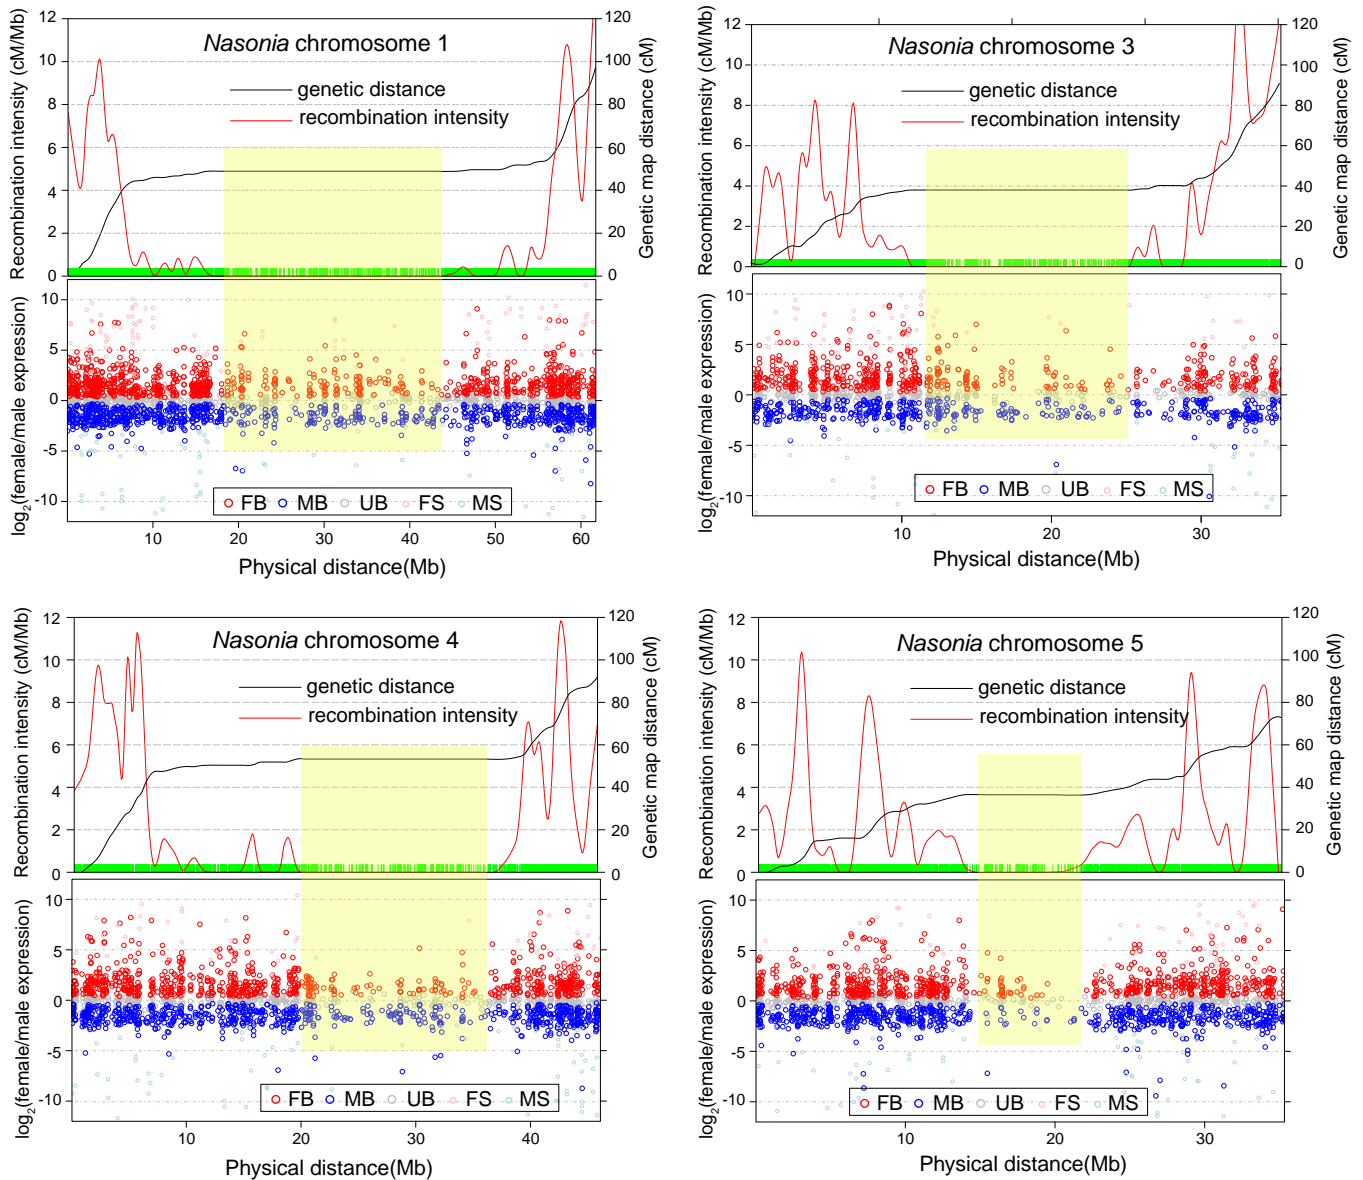 Nasonia chromosome 1
genetic distance
recombination intensity
Recombination intensity (cM/Mb)
12
10
8
6
4
2
0
120
100
80
60
40
20
0
Genetic map distance (cM)
log2(female/male expression)
10
5
0
-5
-10
FB MB UB FS MS
10 20 30 40 50 60
Physical distance(Mb)
Nasonia chromosome 3
genetic distance
recombination intensity
Recombination intensity (cM/Mb)
12
10
8
6
4
2
0
120
100
80
60
40
20
0
Genetic map distance (cM)
log2(female/male expression)
10
5
0
-5
-10
FB MB UB FS MS
10 20 30
Physical distance(Mb)
Nasonia chromosome 4
genetic distance
recombination intensity
Recombination intensity (cM/Mb)
12
10
8
6
4
2
0
120
100
80
60
40
20
0
Genetic map distance (cM)
log2(female/male expression)
10
5
0
-5
-10
FB MB UB FS MS
10 20 30 40
Physical distance(Mb)
Nasonia chromosome 5
genetic distance
recombination intensity
Recombination intensity (cM/Mb)
12
10
8
6
4
2
0
120
100
80
60
40
20
0
Genetic map distance (cM)
log2(female/male expression)
10
5
0
-5
-10
FB MB UB FS MS
10 20 30
Physical distance(Mb)